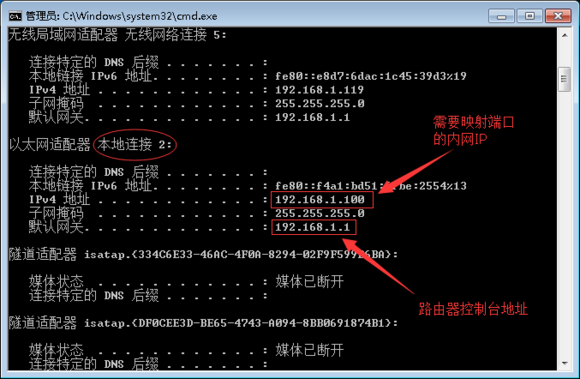 管理员: C:\Windows\system32\cmd.exe
无线局域网适配器 无线网络连接 5:
连接特定的 DNS 后缀 . . . . . . . :
本地链接 IPv6 地址. . . . . . . . : fe80::e8d7:6dac:1c45:39d3%19
IPv4 地址 . . . . . . . . . . . . : 192.168.1.119
子网掩码 . . . . . . . . . . . . : 255.255.255.0
默认网关. . . . . . . . . . . . . : 192.168.1.1
需要映射端口
的内网IP
以太网适配器 本地连接 2:
连接特定的 DNS 后缀 . . . . . . . :
本地链接 IPv6 地址. . . . . . . . : fe80::f4a1:bd51: be:2554%13
IPv4 地址 . . . . . . . . . . . . : 192.168.1.100
子网掩码 . . . . . . . . . . . . : 255.255.255.0
默认网关. . . . . . . . . . . . . : 192.168.1.1
隧道适配器 isatap.{334C6E33-46AC-4F0A-8294-02F9F599 6BA}:
媒体状态 . . . . . . . . . . . . : 媒体已断开
连接特定的 DNS 后缀 . . . . . . . :
路由器控制台地址
隧道适配器 isatap.{DF0CEE3D-BE65-4743-A094-8BB0691874B1}:
媒体状态 . . . . . . . . . . . . : 媒体已断开
连接特定的 DNS 后缀 . . . . . . . :